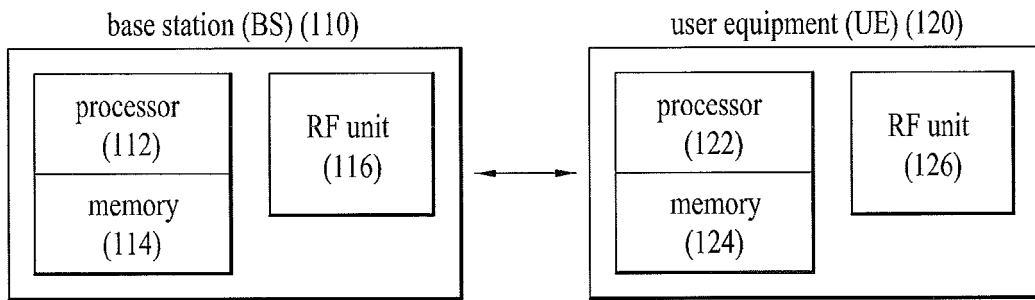 base station (BS) (110)
processor
(112)
memory
(114)
RF unit
(116)
user equipment (UE) (120)
processor
(122)
memory
(124)
RF unit
(126)